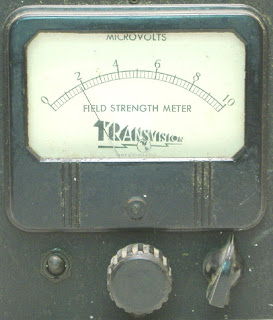 MICROVOLTS
0 2 4 6 8 10
FIELD STRENGTH METER
TRANSVISION